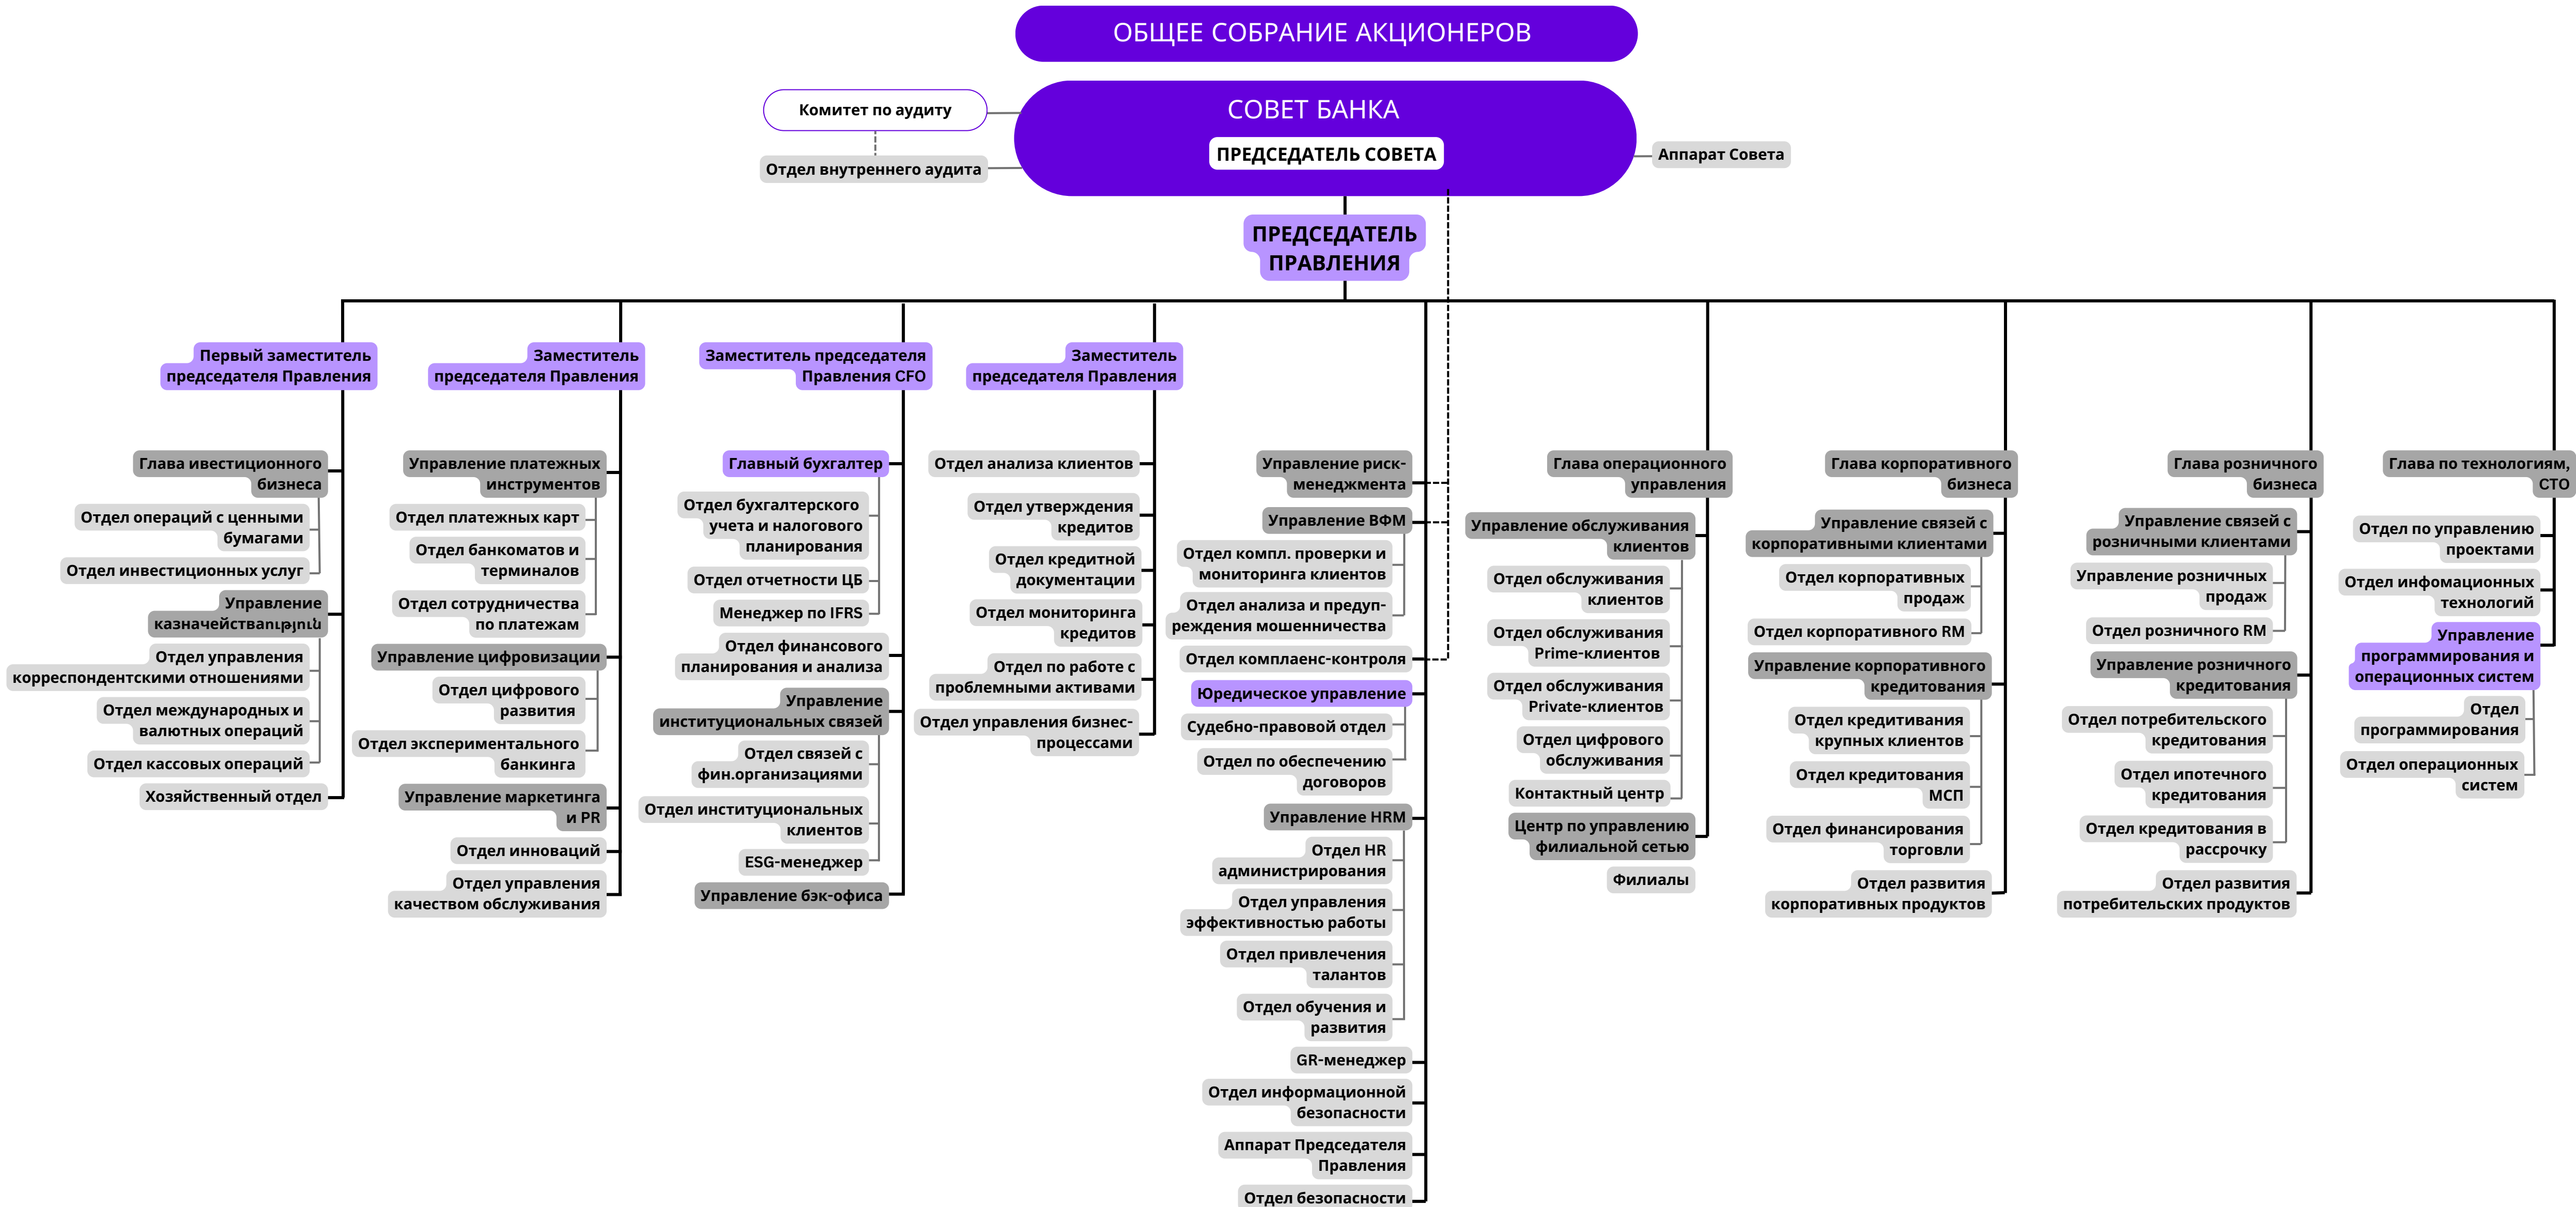 ОБЩЕЕ СОБРАНИЕ АКЦИОНЕРОВ
СОВЕТ БАНКА
ПРЕДСЕДАТЕЛЬ СОВЕТА
Комитет по аудиту
Отдел внутреннего аудита
Аппарат Совета
ПРЕДСЕДАТЕЛЬ
ПРАВЛЕНИЯ
Первый заместитель
председателя Правления
Глава ивестиционного
бизнеса
Отдел операций с ценными
бумагами
Отдел инвестиционных услуг
Управление
казначействаություն
Отдел управления
корреспондентскими отношениями
Отдел международных и
валютных операций
Отдел кассовых операций
Хозяйственный отдел
Заместитель
председателя Правления
Управление платежных
инструментов
Отдел платежных карт
Отдел банкоматов и
терминалов
Отдел сотрудничества
по платежам
Управление цифровизации
Отдел цифрового
развития
Отдел экспериментального
банкинга
Управление маркетинга
и PR
Отдел инноваций
Отдел управления
качеством обслуживания
Заместитель председателя
Правления CFO
Главный бухгалтер
Отдел бухгалтерского
учета и налогового
планирования
Отдел отчетности ЦБ
Менеджер по IFRS
Отдел финансового
планирования и анализа
Управление
институциональных связей
Отдел связей с
фин.организациями
Отдел институциональных
клиентов
ESG-менеджер
Управление бэк-офиса
Заместитель
председателя Правления
Отдел анализа клиентов
Отдел утверждения
кредитов
Отдел кредитной
документации
Отдел мониторинга
кредитов
Отдел по работе с
проблемными активами
Отдел управления бизнес-
процессами
Управление риск-
менеджмента
Управление ВФМ
Отдел компл. проверки и
мониторинга клиентов
Отдел анализа и предуп-
реждения мошенничества
Отдел комплаенс-контроля
Юредическое управление
Судебно-правовой отдел
Отдел по обеспечению
договоров
Управление HRM
Отдел HR
администрирования
Отдел управления
эффективностью работы
Отдел привлечения
талантов
Отдел обучения и
развития
GR-менеджер
Отдел информационной
безопасности
Аппарат Председателя
Правления
Отдел безопасности
Глава операционного
управления
Управление обслуживания
клиентов
Отдел обслуживания
клиентов
Отдел обслуживания
Prime-клиентов
Отдел обслуживания
Private-клиентов
Отдел цифрового
обслуживания
Контактный центр
Центр по управлению
филиальной сетью
Филиалы
Глава корпоративного
бизнеса
Управление связей с
корпоративными клиентами
Отдел корпоративных
продаж
Отдел корпоративного RM
Управление корпоративного
кредитования
Отдел кредитивания
крупных клиентов
Отдел кредитования
МСП
Отдел финансирования
торговли
Отдел развития
корпоративных продуктов
Глава розничного
бизнеса
Управление связей с
розничными клиентами
Управление розничных
продаж
Отдел розничного RM
Управление розничного
кредитования
Отдел потребительского
кредитования
Отдел ипотечного
кредитования
Отдел кредитования в
рассрочку
Отдел развития
потребительских продуктов
Глава по технологиям,
CTO
Отдел по управлению
проектами
Отдел инфомационных
технологий
Управление
программирования и
операционных систем
Отдел
программирования
Отдел операционных
систем